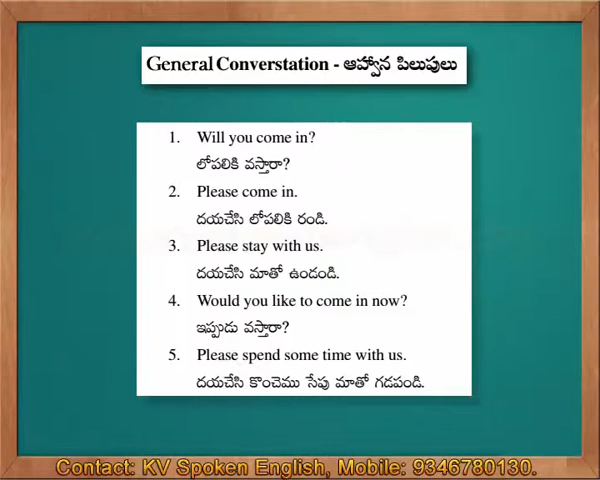 General Converstation - ఆహ్వాన పిలుపులు
1. Will you come in?
లోపలికి వస్తారా?
2. Please come in.
దయచేసి లోపలికి రండి.
3. Please stay with us.
దయచేసి మాతో ఉండండి.
4. Would you like to come in now?
ఇప్పుడు వస్తారా?
5. Please spend some time with us.
దయచేసి కొంచెము సేపు మాతో గడపండి.
Contact: KV Spoken English, Mobile: 9346780130.